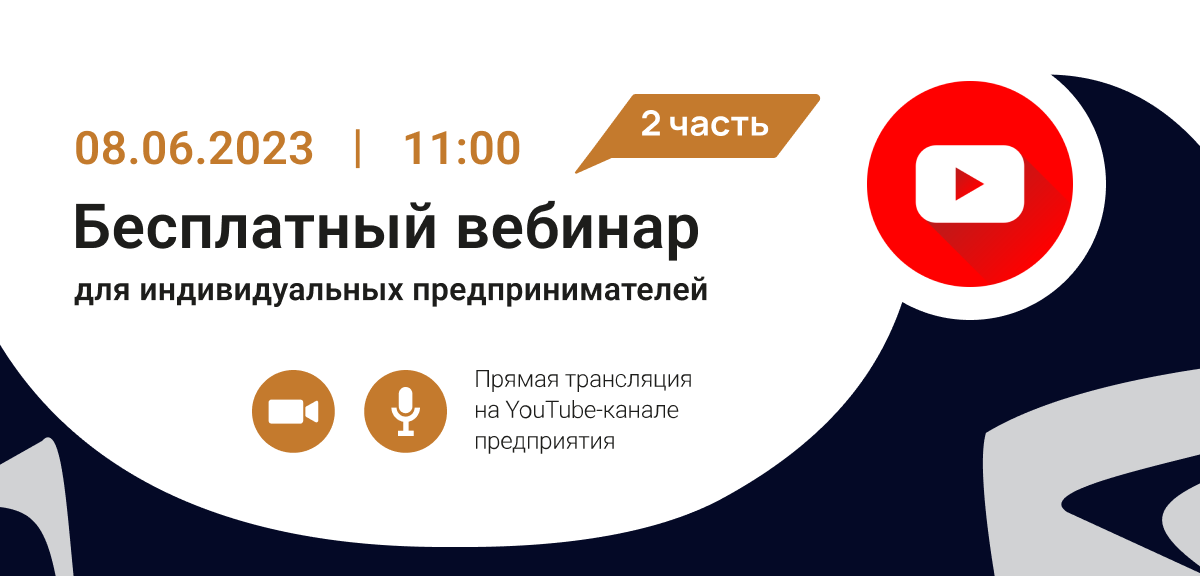 08.06.2023 | 11:00
2 часть
Бесплатный вебинар
для индивидуальных предпринимателей
Прямая трансляция
на YouTube-канале
предприятия